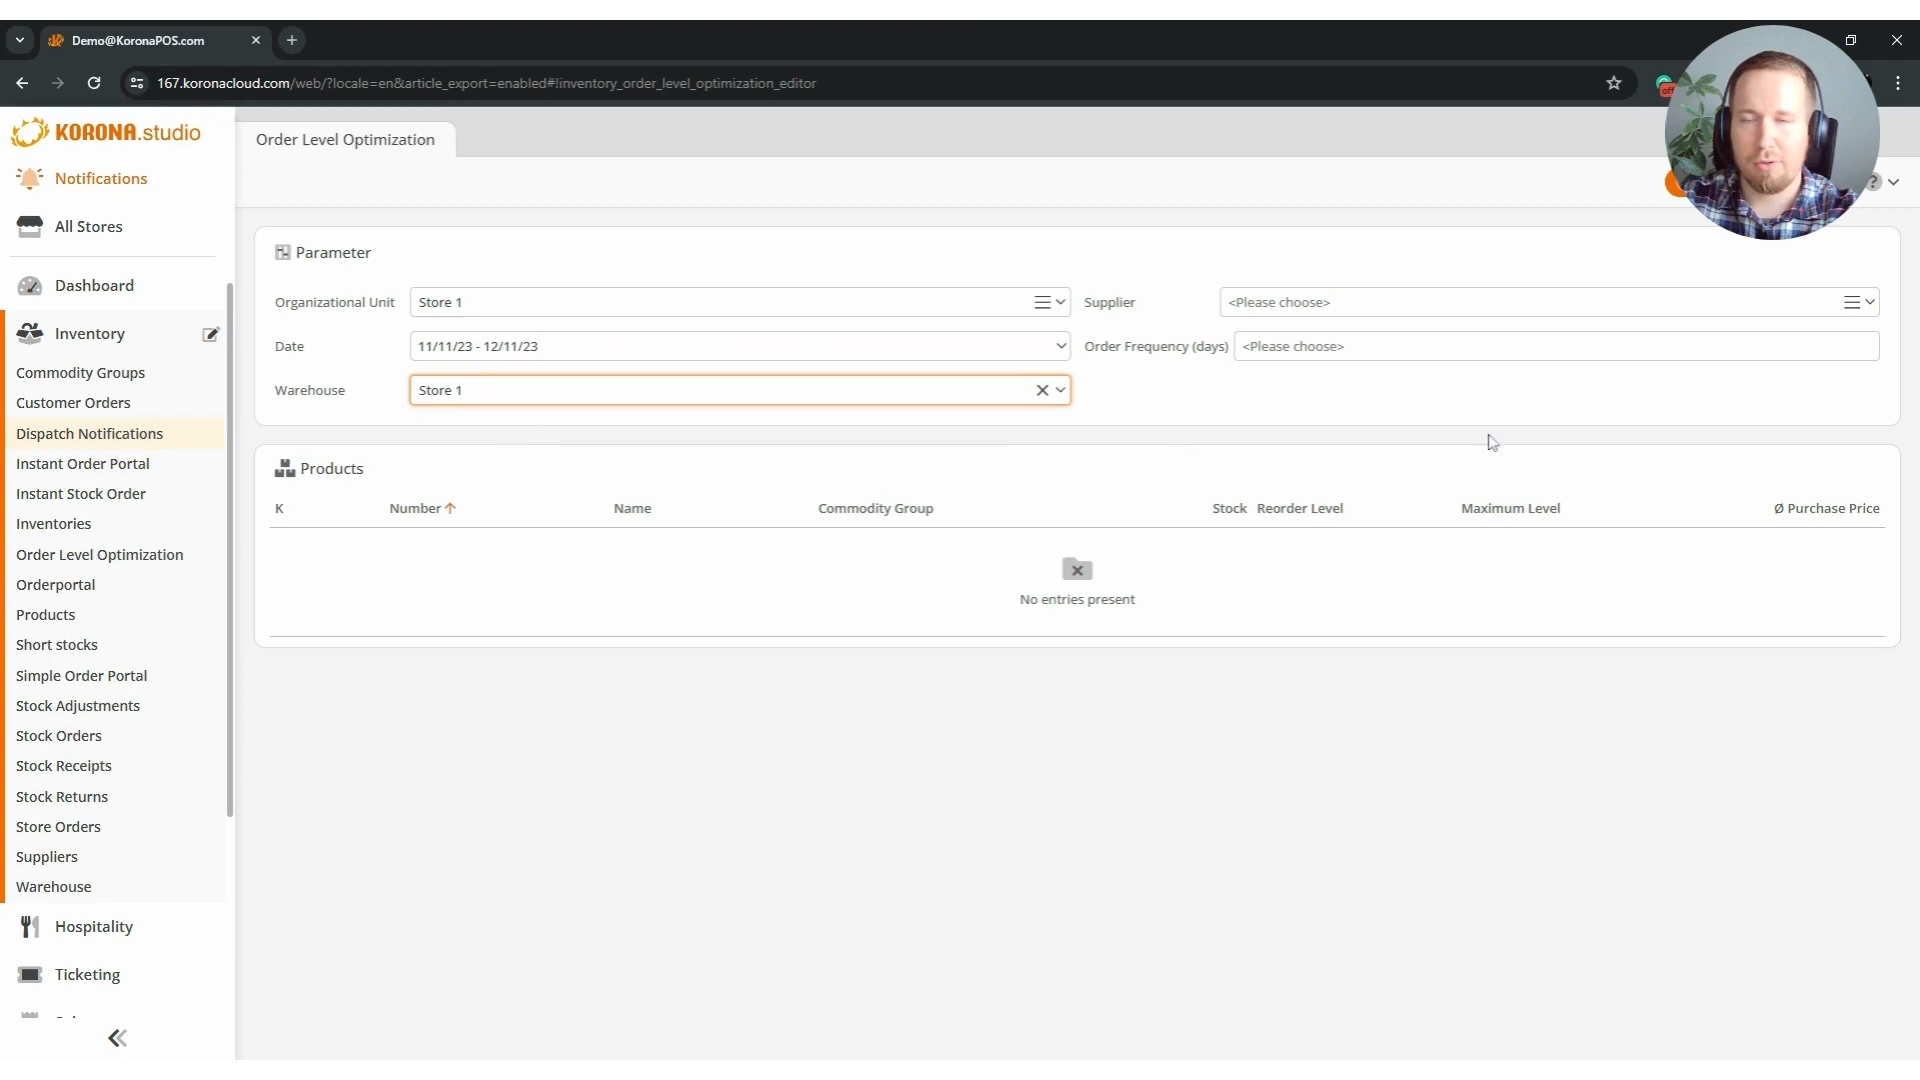 Demo@KoronaPOS.com
167.koronacloud.com/web/?locale=en&article_export=enabled#!inventory_order_level_optimization_editor
off
KORONA.studio
Notifications
All Stores
Dashboard
Inventory
Commodity Groups
Customer Orders
Dispatch Notifications
Instant Order Portal
Instant Stock Order
Inventories
Order Level Optimization
Orderportal
Products
Short stocks
Simple Order Portal
Stock Adjustments
Stock Orders
Stock Receipts
Stock Returns
Store Orders
Suppliers
Warehouse
Hospitality
Ticketing
Order Level Optimization
?
Parameter
Organizational Unit Store 1 Supplier <Please choose>
Date 11/11/23 - 12/11/23 Order Frequency (days) <Please choose>
Warehouse Store 1
Products
K Number Name Commodity Group Stock Reorder Level Maximum Level Ø Purchase Price
No entries present